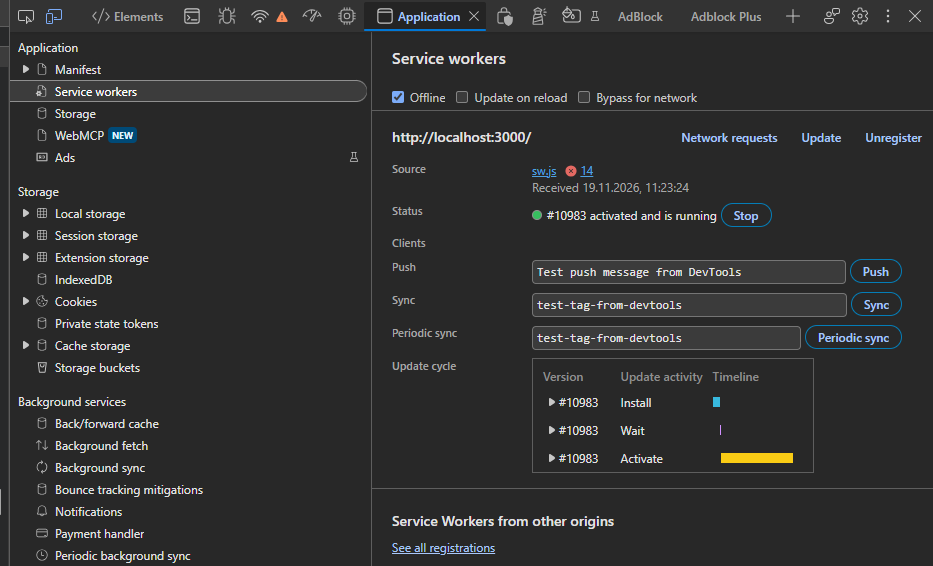 Elements
Application
AdBlock
Adblock Plus
Application
Manifest
Service workers
Storage
WebMCP NEW
Ads
Storage
Local storage
Session storage
Extension storage
IndexedDB
Cookies
Private state tokens
Cache storage
Storage buckets
Background services
Back/forward cache
Background fetch
Background sync
Bounce tracking mitigations
Notifications
Payment handler
Periodic background sync
Service workers
Offline Update on reload Bypass for network
http://localhost:3000/ Network requests Update Unregister
Source sw.js 14
Received 19.11.2026, 11:23:24
Status #10983 activated and is running Stop
Clients
Push Test push message from DevTools Push
Sync test-tag-from-devtools Sync
Periodic sync test-tag-from-devtools Periodic sync
Update cycle
Version Update activity Timeline
#10983 Install
#10983 Wait
#10983 Activate
Service Workers from other origins
See all registrations